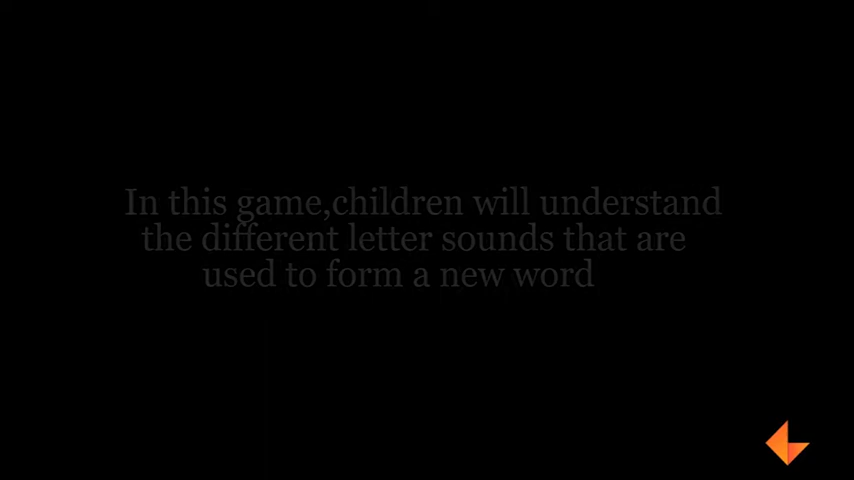 In this game,children will understand
the different letter sounds that are
used to form a new word